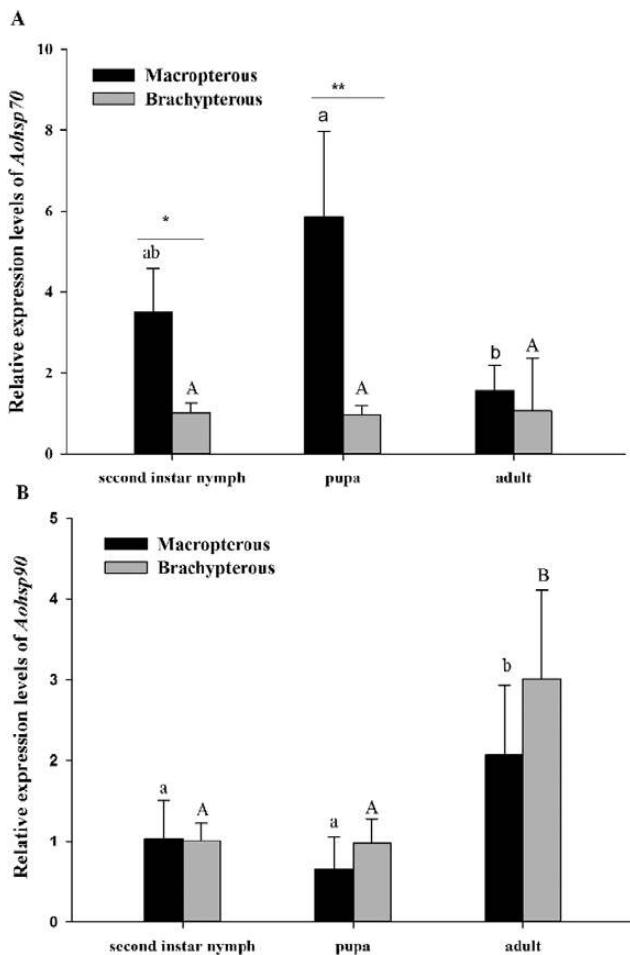 A
Relative expression levels of Aohsp70
10
8
6
4
2
0
Macropterous
Brachypterous
*
**
ab
A
a
A
b
A
second instar nymph
pupa
adult
B
Relative expression levels of Aohsp90
5
4
3
2
1
0
Macropterous
Brachypterous
a
A
a
A
b
B
second instar nymph
pupa
adult